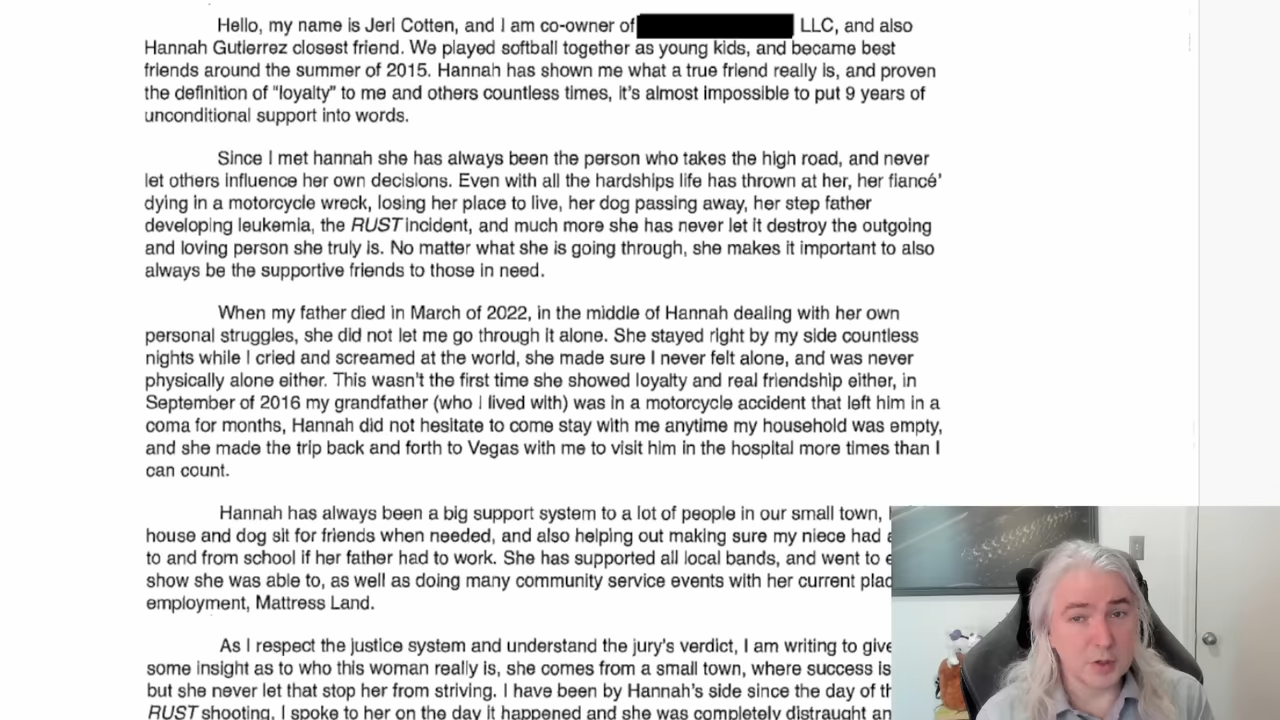 Hello, my name is Jeri Cotten, and I am co-owner of LLC, and also
Hannah Gutierrez closest friend. We played softball together as young kids, and became best
friends around the summer of 2015. Hannah has shown me what a true friend really is, and proven
the definition of "loyalty" to me and others countless times, it's almost impossible to put 9 years of
unconditional support into words.
Since I met hannah she has always been the person who takes the high road, and never
let others influence her own decisions. Even with all the hardships life has thrown at her, her fiancé'
dying in a motorcycle wreck, losing her place to live, her dog passing away, her step father
developing leukemia, the RUST incident, and much more she has never let it destroy the outgoing
and loving person she truly is. No matter what she is going through, she makes it important to also
always be the supportive friends to those in need.
When my father died in March of 2022, in the middle of Hannah dealing with her own
personal struggles, she did not let me go through it alone. She stayed right by my side countless
nights while I cried and screamed at the world, she made sure I never felt alone, and was never
physically alone either. This wasn't the first time she showed loyalty and real friendship either, in
September of 2016 my grandfather (who I lived with) was in a motorcycle accident that left him in a
coma for months, Hannah did not hesitate to come stay with me anytime my household was empty,
and she made the trip back and forth to Vegas with me to visit him in the hospital more times than I
can count.
Hannah has always been a big support system to a lot of people in our small town,
house and dog sit for friends when needed, and also helping out making sure my niece had
to and from school if her father had to work. She has supported all local bands, and went to
show she was able to, as well as doing many community service events with her current
employment, Mattress Land.
As I respect the justice system and understand the jury's verdict, I am writing to give
some insight as to who this woman really is, she comes from a small town, where success is
but she never let that stop her from striving. I have been by Hannah's side since the day of
RUST shooting. I spoke to her on the day it happened and she was completely distraught